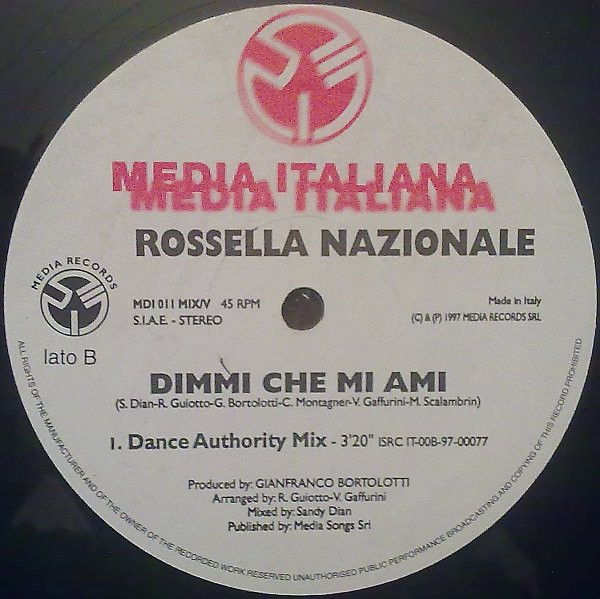 MEDIA ITALIANA
MEDIA ITALIANA
ROSSELLA NAZIONALE
MEDIA RECORDS
MDI 011 MIX/V 45 RPM
S.I.A.E. - STEREO
Made in Italy
(C) & (P) 1997 MEDIA RECORDS SRL
lato B
DIMMI CHE MI AMI
(S. Dian-R. Guiotto-G. Bortolotti-C. Montagner-V. Gaffurini-M. Scalambrin)
1. Dance Authority Mix - 3'20" ISRC IT-00B-97-00077
Produced by: GIANFRANCO BORTOLOTTI
Arranged by: R. Guiotto-V. Gaffurini
Mixed by: Sandy Dian
Published by: Media Songs Srl
ALL RIGHTS OF THE MANUFACTURER AND OF THE OWNER OF THE RECORDED WORK RESERVED UNAUTHORISED PUBLIC PERFORMANCE BROADCASTING AND COPYING OF THIS RECORD PROHIBITED